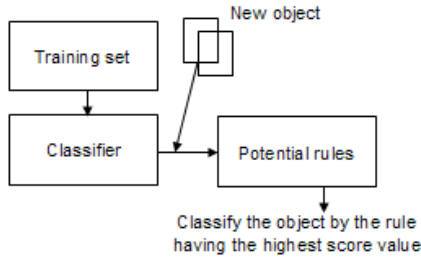 New object
Training set
Classifier
Potential rules
Classify the object by the rule
having the highest score value